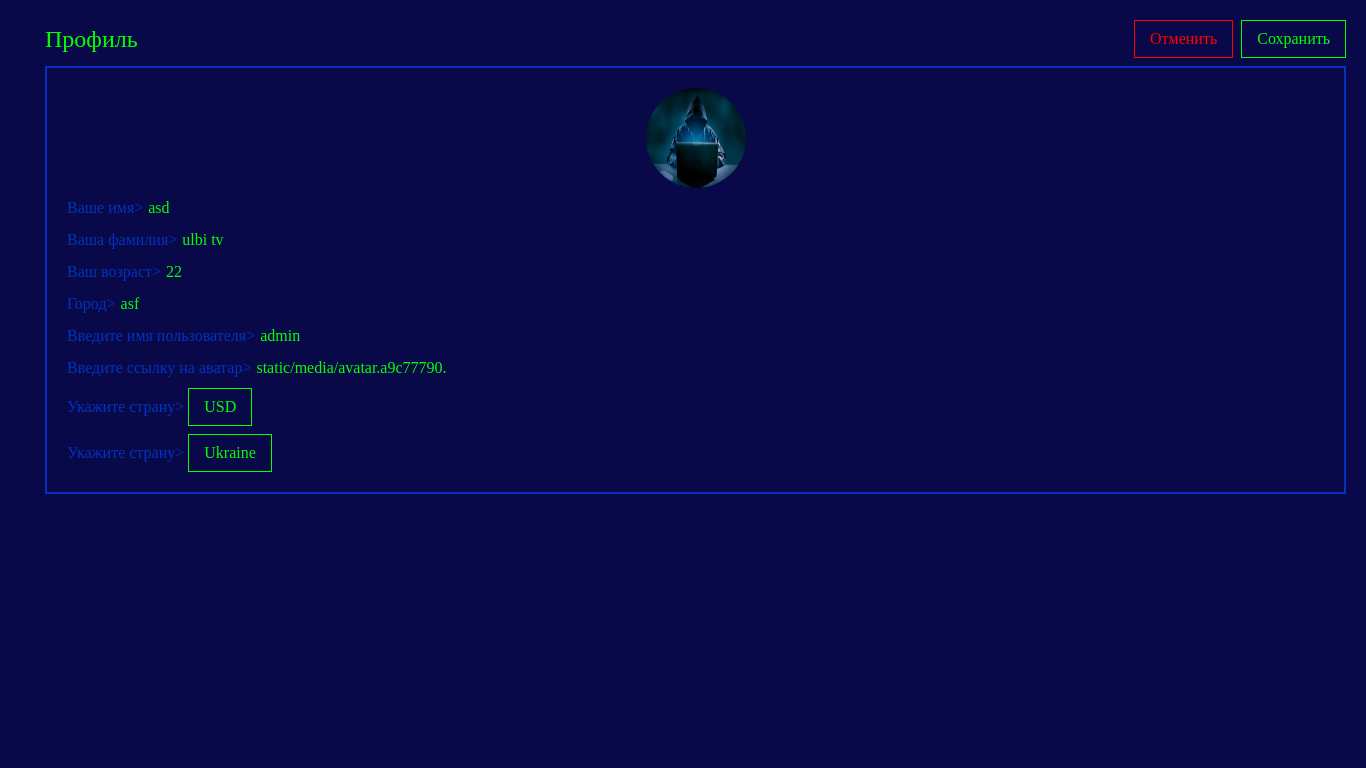 Профиль
Отменить
Сохранить
Ваше имя> asd
Ваша фамилия> ulbi tv
Ваш возраст> 22
Город> asf
Введите имя пользователя> admin
Введите ссылку на аватар> static/media/avatar.a9c77790.
Укажите страну> USD
Укажите страну> Ukraine